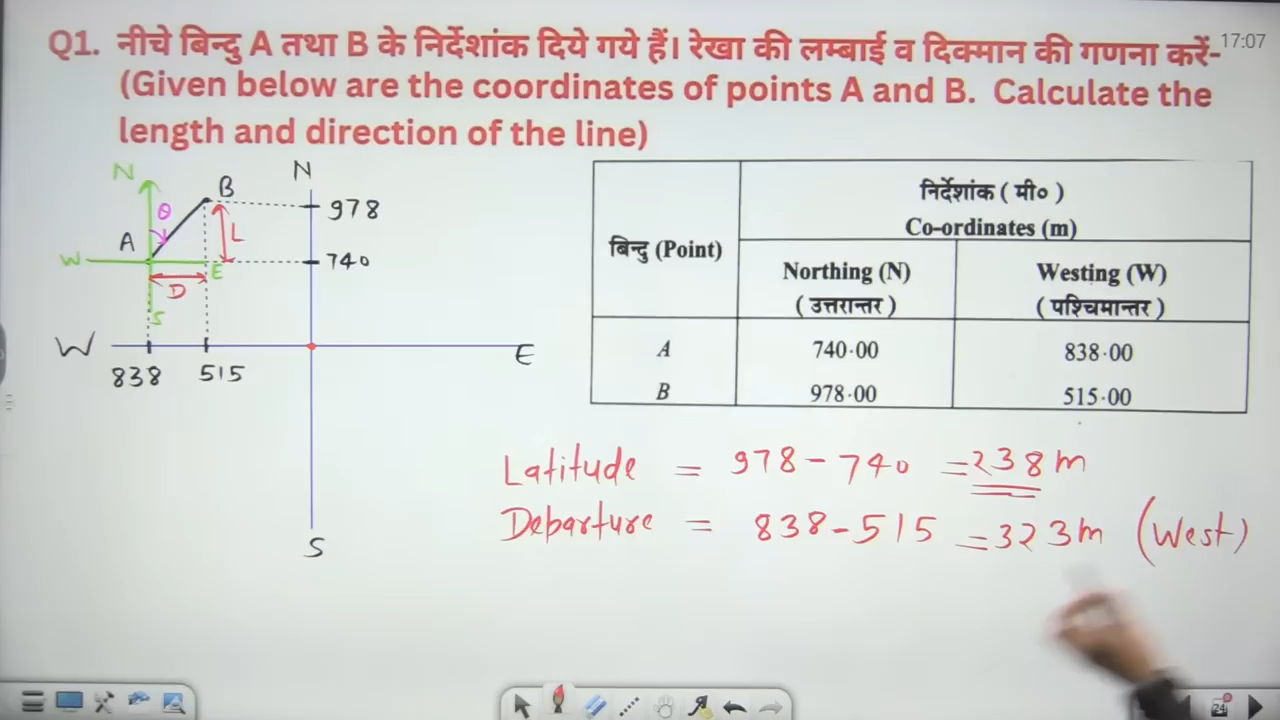 Q1. नीचे बिन्दु A तथा B के निर्देशांक दिये गये हैं। रेखा की लम्बाई व दिक्मान की गणना करें-
17:07
(Given below are the coordinates of points A and B. Calculate the
length and direction of the line)
N
B
N
θ
978
A
L
W
E
740
D
S
W
E
838
515
S
बिन्दु (Point)
निर्देशांक ( मी० )
Co-ordinates (m)
Northing (N)
( उत्तरान्तर )
Westing (W)
( पश्चिमान्तर )
A 740·00 838·00
B 978·00 515·00
Latitude = 978 - 740 = 238 m
Departure = 838 - 515 = 323 m (West)
24